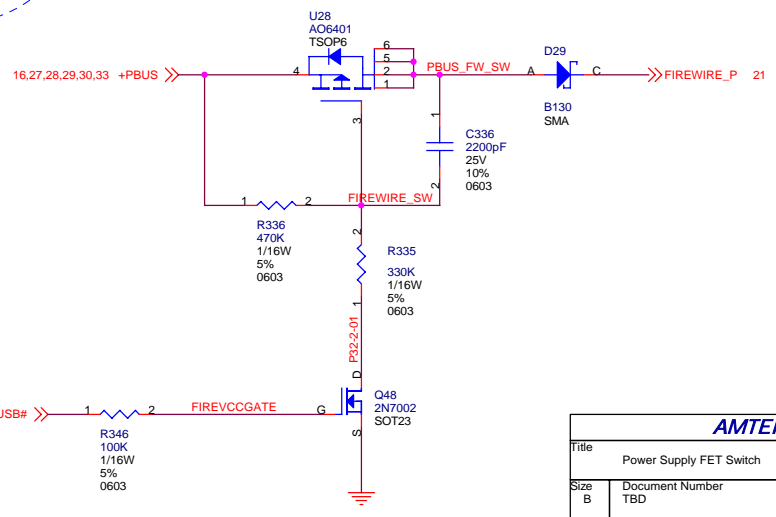 U28
AO6401
TSOP6
16,27,28,29,30,33 +PBUS
4
6
5
2
1
3
PBUS_FW_SW
D29
A
C
B130
SMA
FIREWIRE_P 21
1
C336
2200pF
25V
10%
0603
2
1
2
FIREWIRE_SW
R336
470K
1/16W
5%
0603
2
R335
330K
1/16W
5%
0603
1
P32-2-01
D
Q48
2N7002
SOT23
G
S
USB#
1
2
FIREVCCGATE
R346
100K
1/16W
5%
0603
Title
Power Supply FET Switch
Size
B
Document Number
TBD